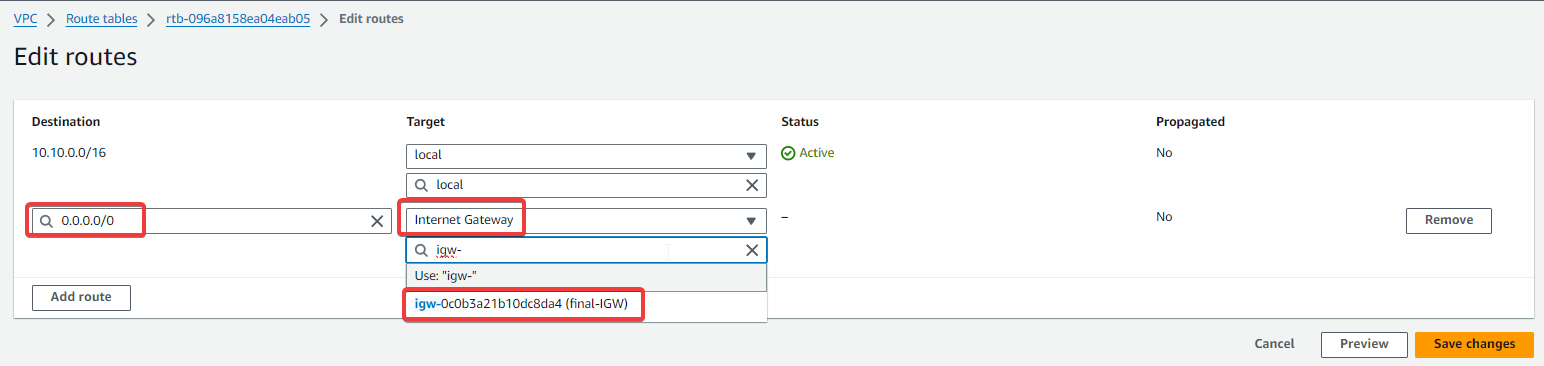 VPC > Route tables > rtb-096a8158ea04eab05 > Edit routes
Edit routes
Destination Target Status Propagated
10.10.0.0/16 local Active No
local
0.0.0.0/0 Internet Gateway – No Remove
igw-
Use: "igw-"
Add route igw-0c0b3a21b10dc8da4 (final-IGW)
Cancel Preview Save changes